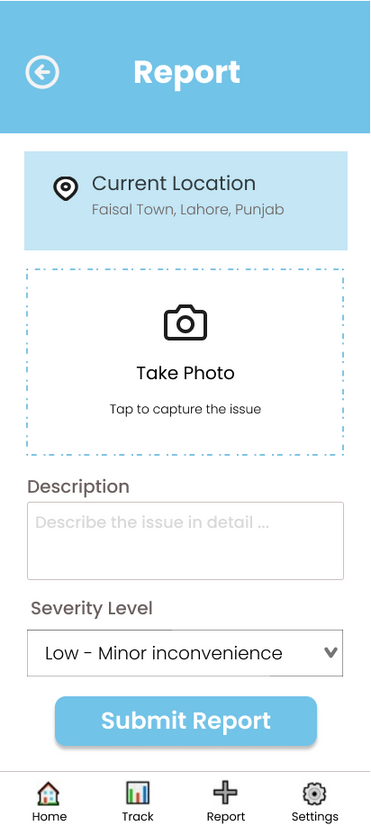 Report
Current Location
Faisal Town, Lahore, Punjab
Take Photo
Tap to capture the issue
Description
Describe the issue in detail ...
Severity Level
Low - Minor inconvenience
Submit Report
Home Track Report Settings